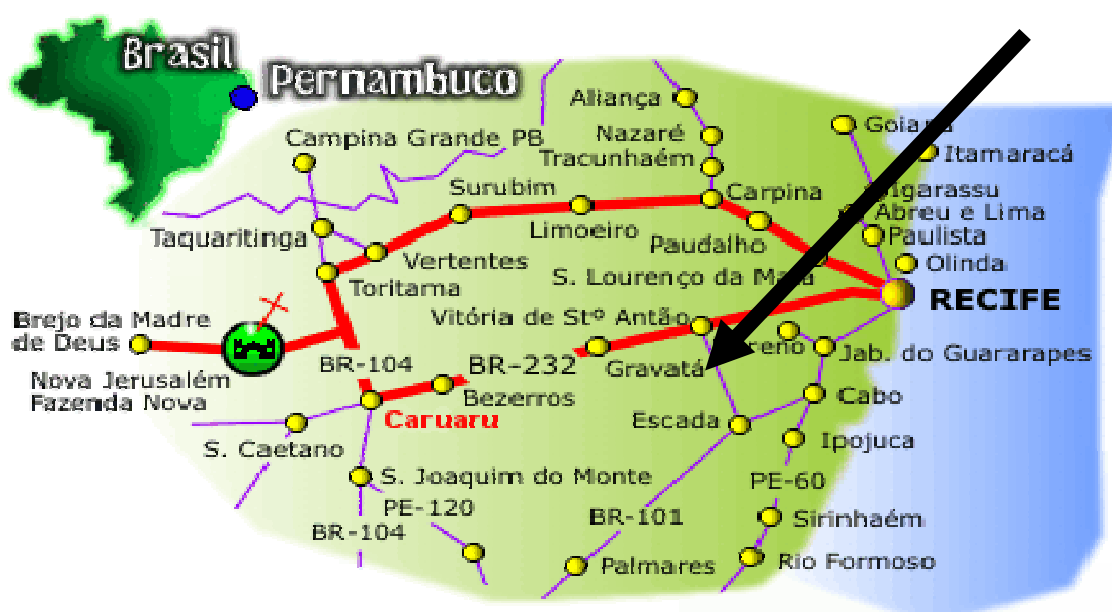 Brasil
Pernambuco
Aliança
Goiana
Campina Grande PB
Nazaré
Tracunhaém
Itamaracá
Surubim
Carpina
Igarassu
Abreu e Lima
Taquaritinga
Limoeiro
Paudalho
Paulista
Vertentes
S. Lourenço da Mata
Olinda
Toritama
RECIFE
Brejo da Madre
de Deus
Vitória de Stº Antão
Jab. do Guararapes
BR-104
BR-232
Gravatá
Nova Jerusalém
Fazenda Nova
Bezerros
Cabo
Caruaru
Escada
Ipojuca
S. Caetano
S. Joaquim do Monte
PE-60
PE-120
BR-101
Sirinhaém
BR-104
Palmares
Rio Formoso